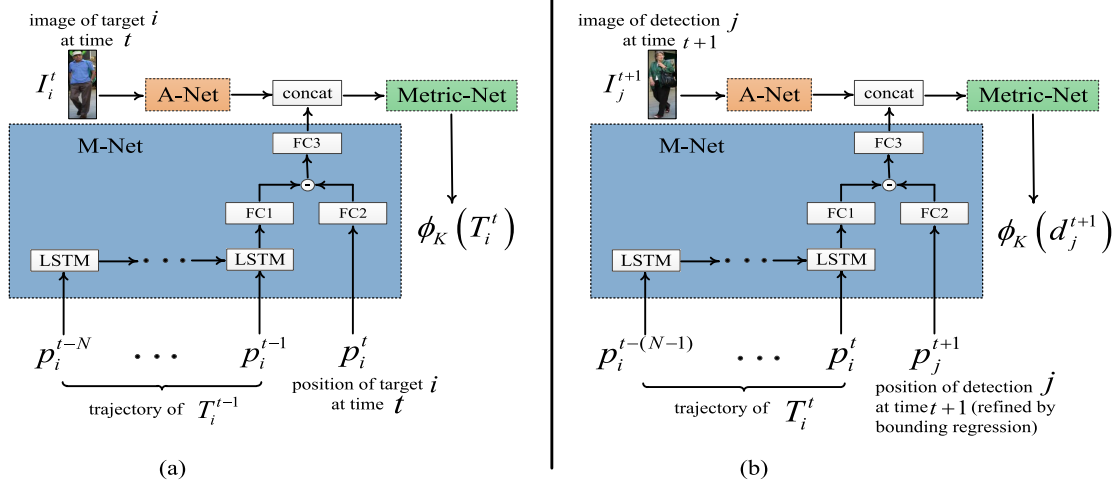 image of target i
at time t
I_i^t
A-Net
concat
Metric-Net
M-Net
FC3
-
FC1
FC2
ϕ_K(T_i^t)
LSTM
· · ·
LSTM
p_i^{t-N}
· · ·
p_i^{t-1}
p_i^t
trajectory of T_i^{t-1}
position of target i
at time t
(a)
image of detection j
at time t+1
I_j^{t+1}
A-Net
concat
Metric-Net
M-Net
FC3
-
FC1
FC2
ϕ_K(d_j^{t+1})
LSTM
· · ·
LSTM
p_i^{t-(N-1)}
· · ·
p_i^t
p_j^{t+1}
trajectory of T_i^t
position of detection j
at time t+1 (refined by
bounding regression)
(b)